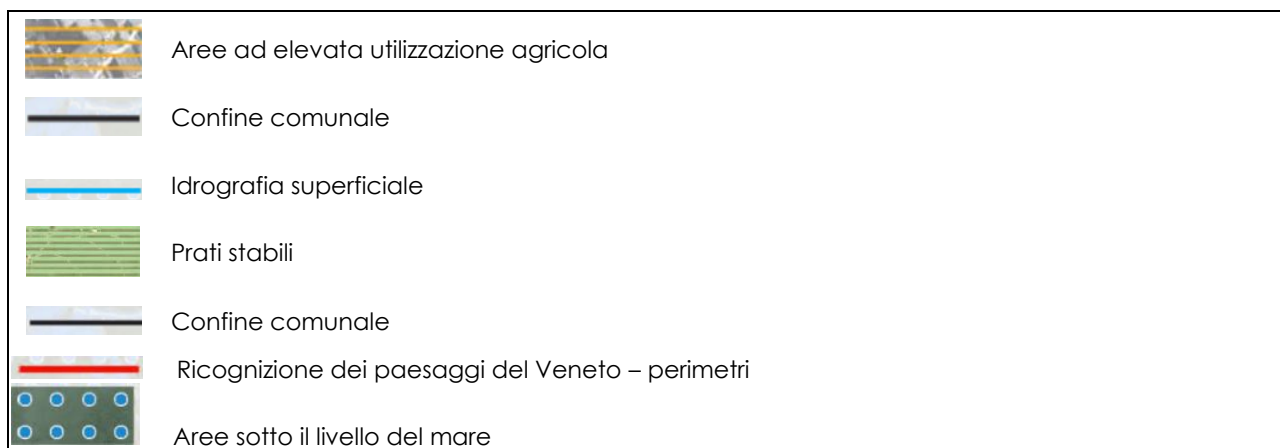 Aree ad elevata utilizzazione agricola
Confine comunale
Idrografia superficiale
Prati stabili
Confine comunale
Ricognizione dei paesaggi del Veneto – perimetri
Aree sotto il livello del mare